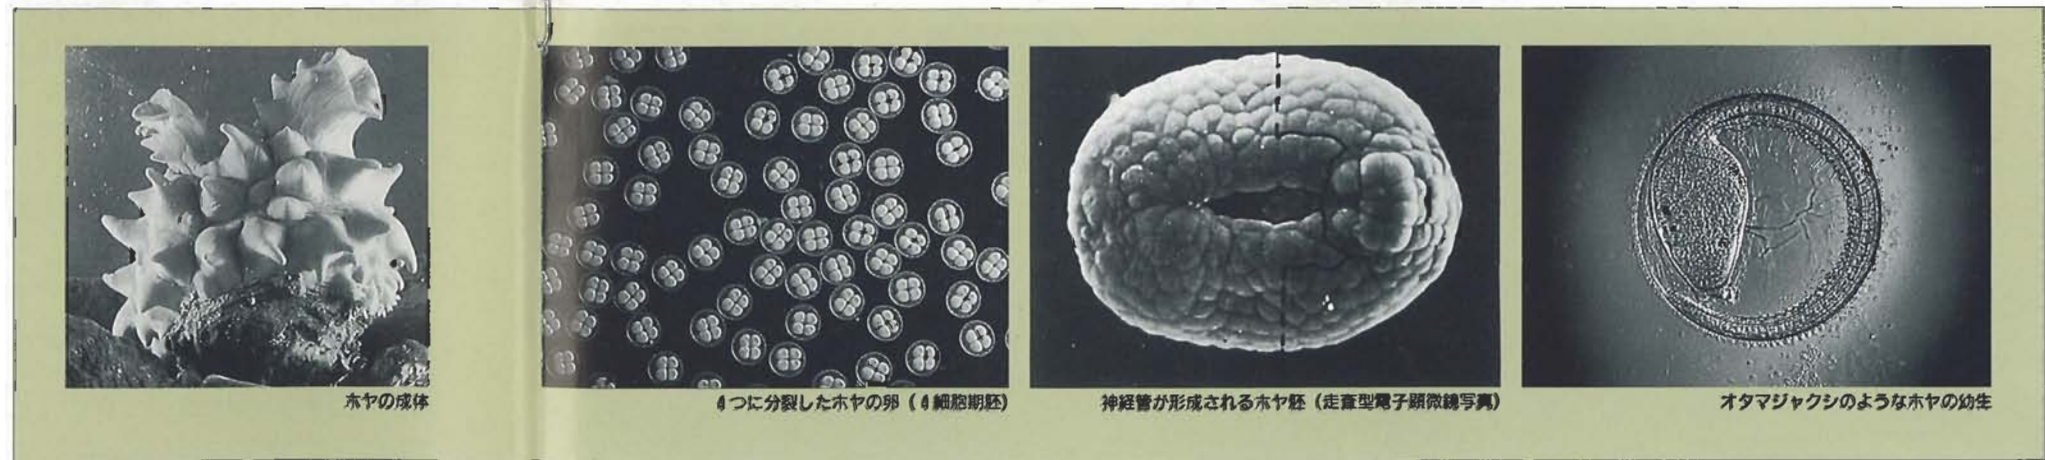 ホヤの成体
4つに分裂したホヤの卵（4細胞期胚）
神経管が形成されるホヤ胚（走査型電子顕微鏡写真）
オタマジャクシのようなホヤの幼生